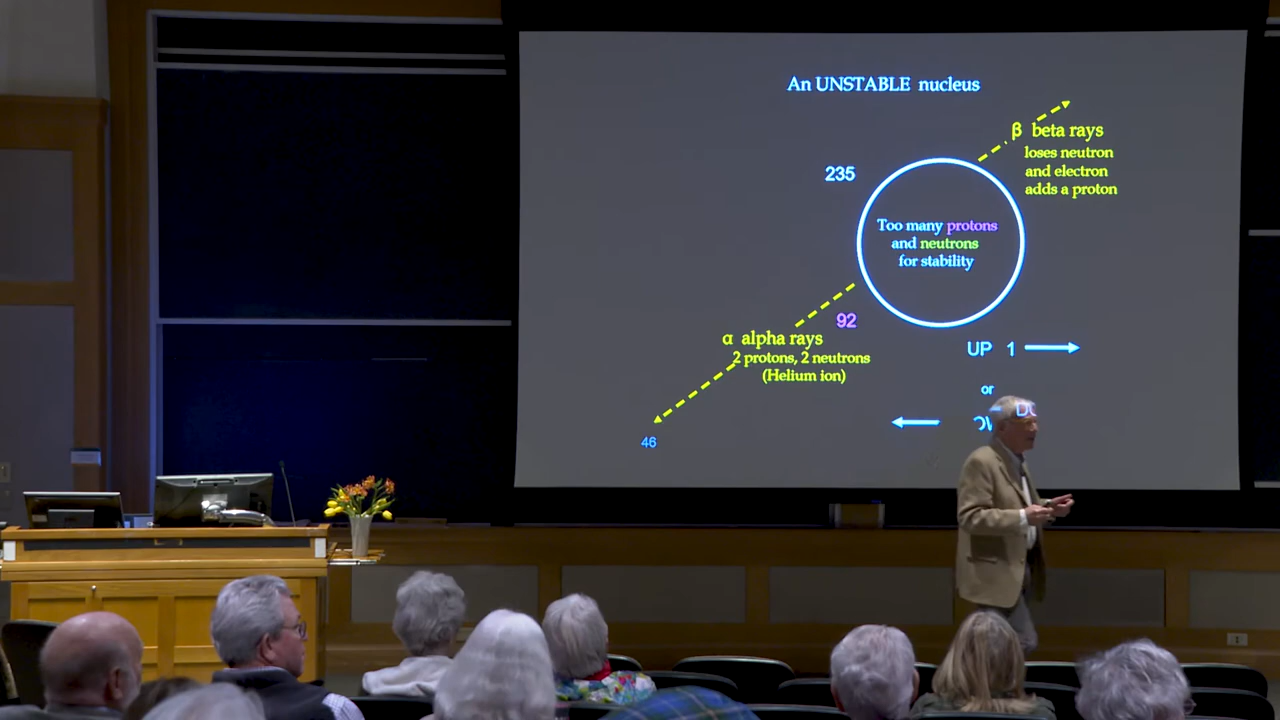 An UNSTABLE nucleus
β beta rays
loses neutron
and electron
adds a proton
235
Too many protons
and neutrons
for stability
92
α alpha rays
2 protons, 2 neutrons
(Helium ion)
UP 1
or
46